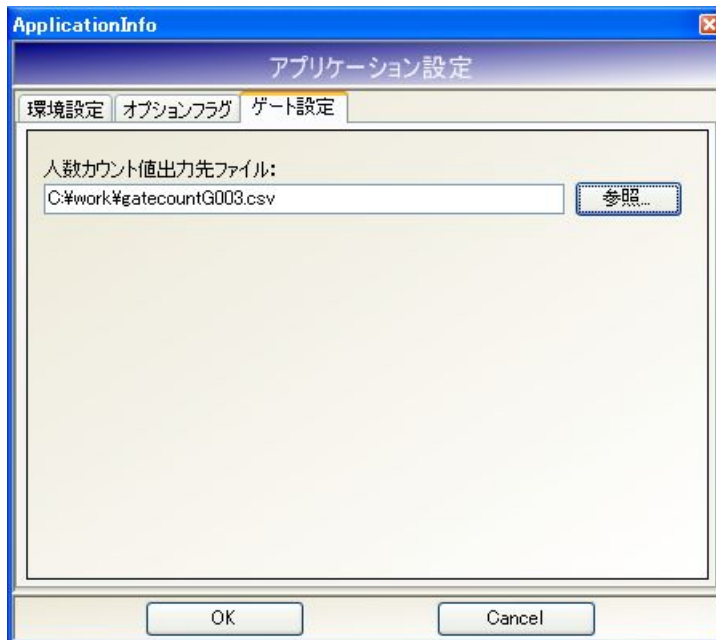 ApplicationInfo
アプリケーション設定
環境設定 オプションフラグ ゲート設定
人数カウント値出力先ファイル:
C:¥work¥gatecountG003.csv 参照...
OK Cancel